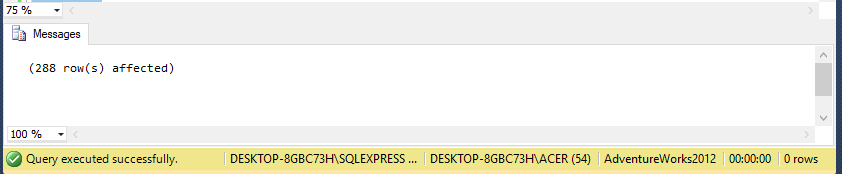 75 %
Messages
(288 row(s) affected)
100 %
Query executed successfully. DESKTOP-8GBC73H\SQLEXPRESS ... DESKTOP-8GBC73H\ACER (54) AdventureWorks2012 00:00:00 0 rows